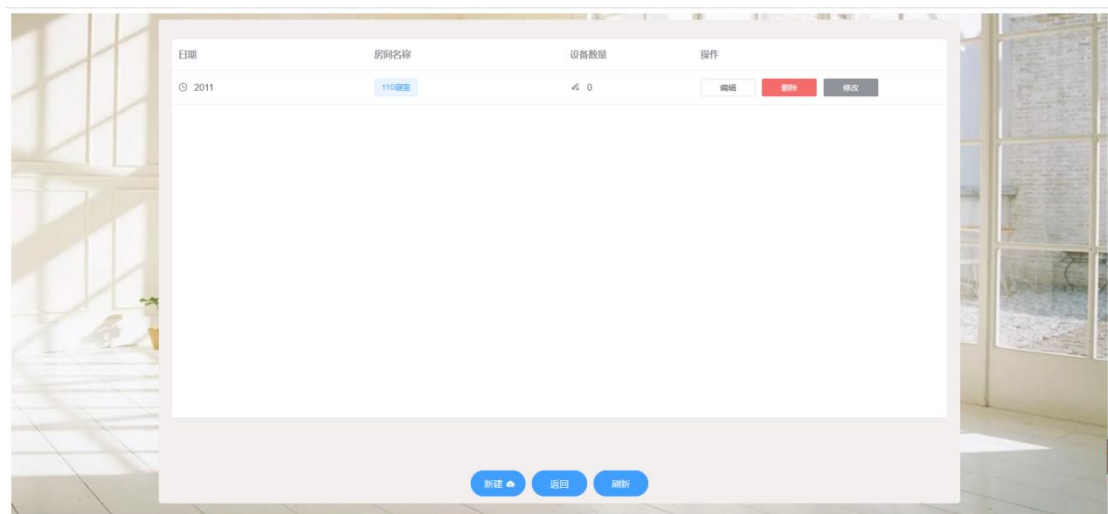 日期 房间名称 设备数量 操作
2011 110寝室 0 编辑 删除 修改
新建 返回 刷新